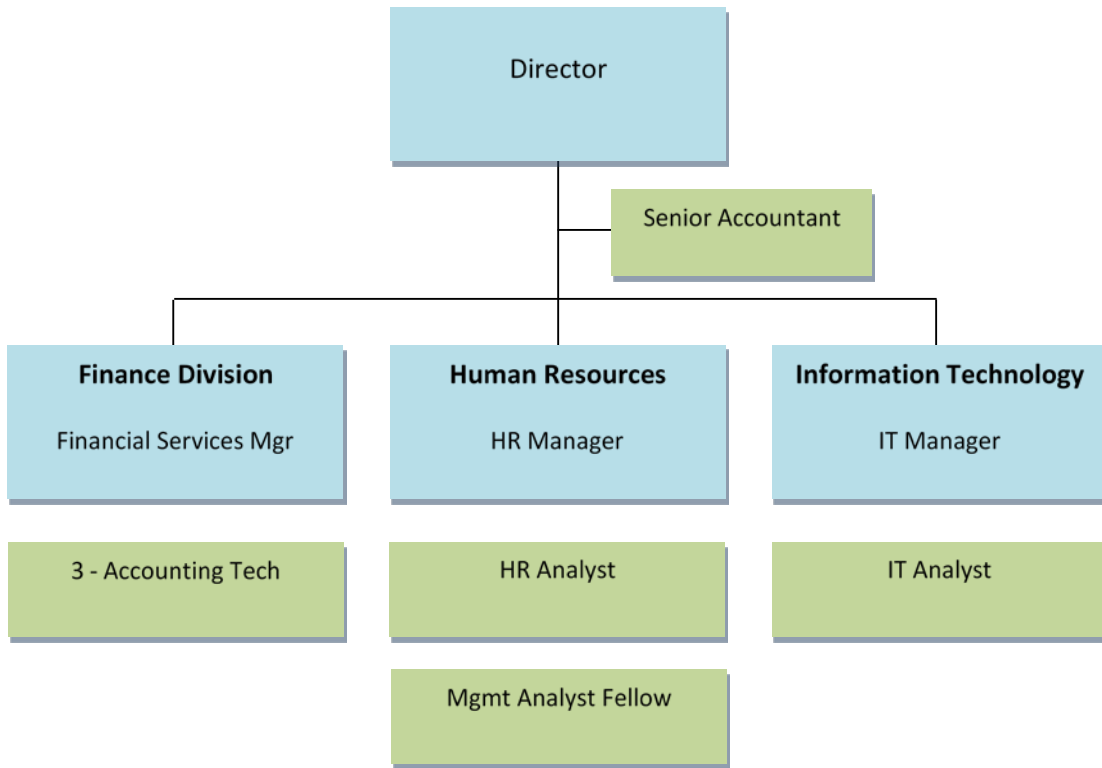 Director
Senior Accountant
Finance Division
Financial Services Mgr
Human Resources
HR Manager
Information Technology
IT Manager
3 - Accounting Tech
HR Analyst
IT Analyst
Mgmt Analyst Fellow